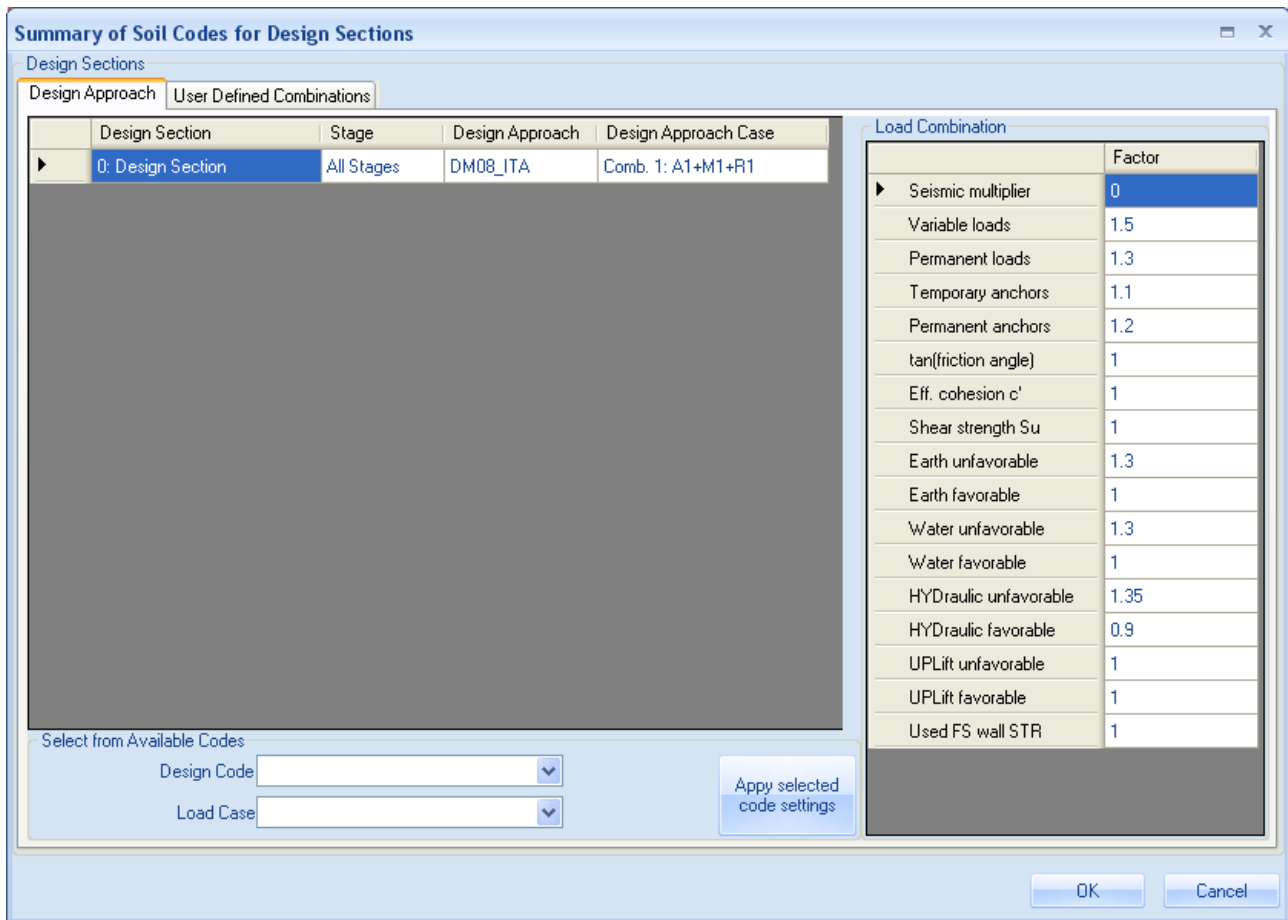 Summary of Soil Codes for Design Sections
Design Sections
Design Approach User Defined Combinations
Design Section Stage Design Approach Design Approach Case
0: Design Section All Stages DM08_ITA Comb. 1: A1+M1+R1
Load Combination
Factor
Seismic multiplier 0
Variable loads 1.5
Permanent loads 1.3
Temporary anchors 1.1
Permanent anchors 1.2
tan(friction angle) 1
Eff. cohesion c' 1
Shear strength Su 1
Earth unfavorable 1.3
Earth favorable 1
Water unfavorable 1.3
Water favorable 1
HYDraulic unfavorable 1.35
HYDraulic favorable 0.9
UPLift unfavorable 1
UPLift favorable 1
Used FS wall STR 1
Select from Available Codes
Design Code
Load Case
Appy selected
code settings
OK Cancel